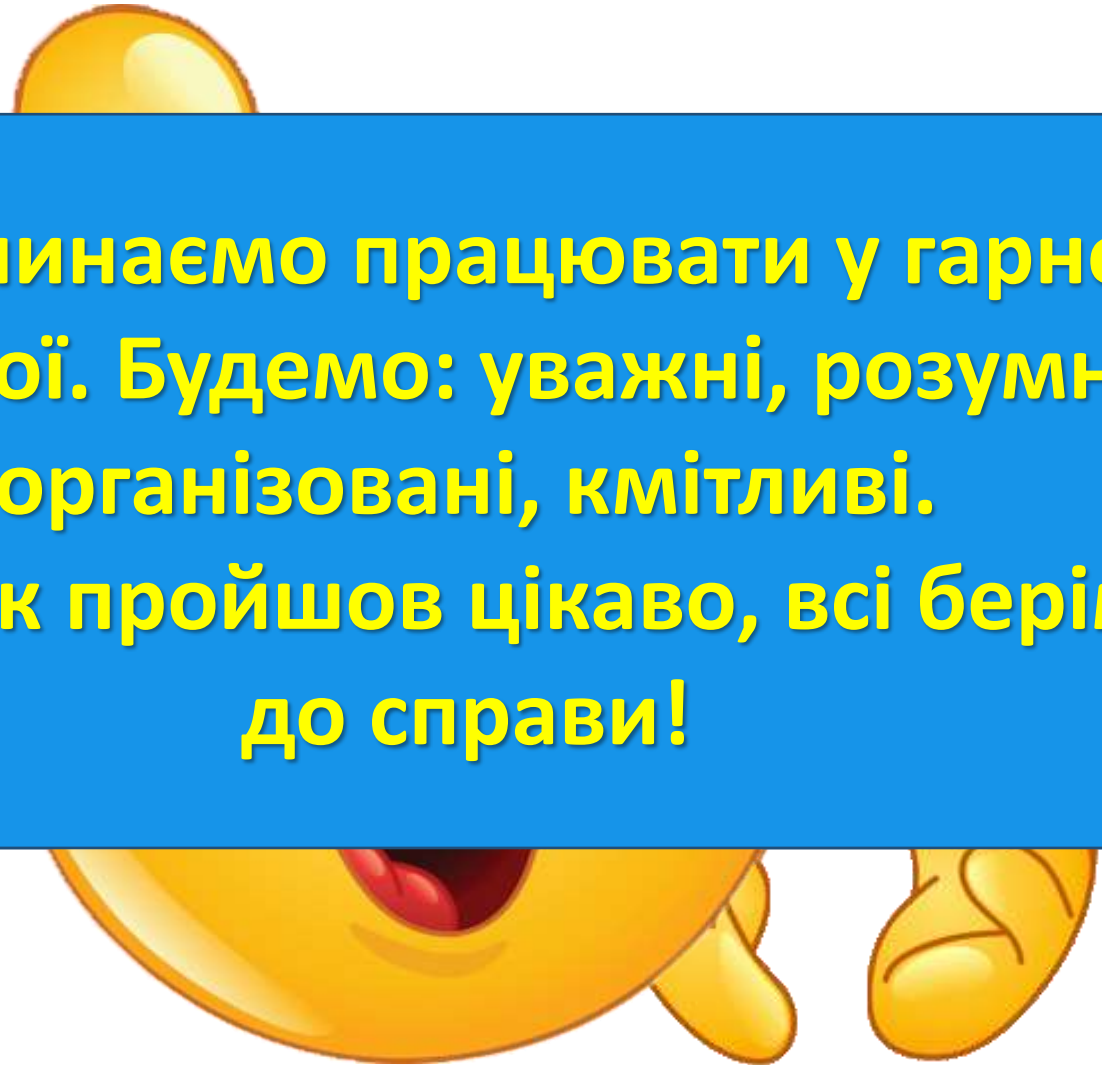 инаємо працювати у гарн
ої. Будемо: уважні, розумн
організовані, кмітливі.
к пройшов цікаво, всі бері
до справи!